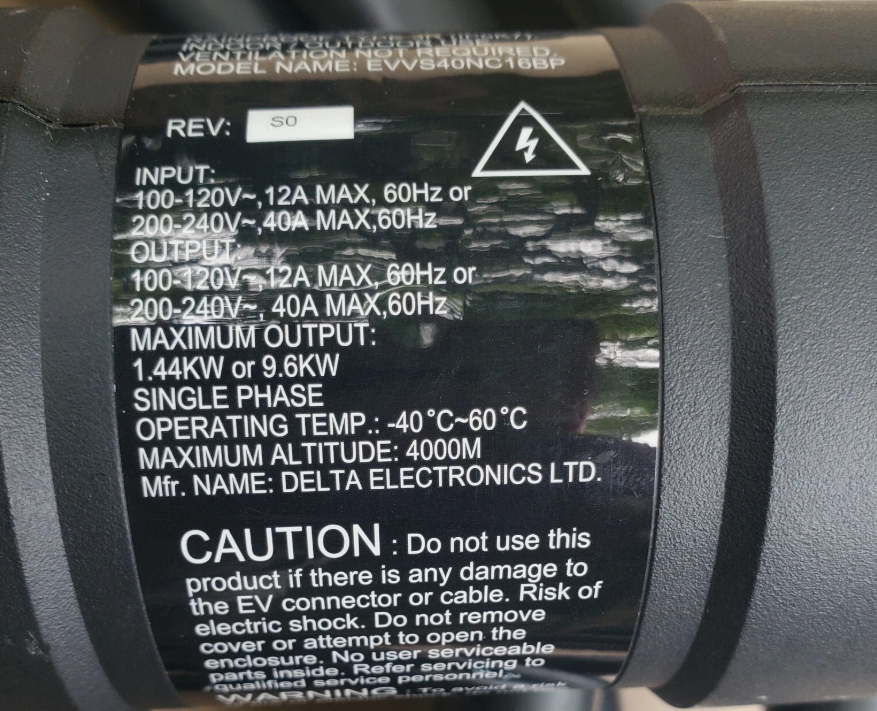 INDOOR / OUTDOOR
VENTILATION NOT REQUIRED.
MODEL NAME: EVVS40NC16BP
REV: S0
INPUT:
100-120V~,12A MAX, 60Hz or
200-240V~,40A MAX,60Hz
OUTPUT:
100-120V~,12A MAX, 60Hz or
200-240V~, 40A MAX,60Hz
MAXIMUM OUTPUT:
1.44KW or 9.6KW
SINGLE PHASE
OPERATING TEMP.: -40°C~60°C
MAXIMUM ALTITUDE: 4000M
Mfr. NAME: DELTA ELECTRONICS LTD.
CAUTION : Do not use this
product if there is any damage to
the EV connector or cable. Risk of
electric shock. Do not remove
cover or attempt to open the
enclosure. No user serviceable
parts inside. Refer servicing to
qualified service personnel.
WARNING : To avoid a risk